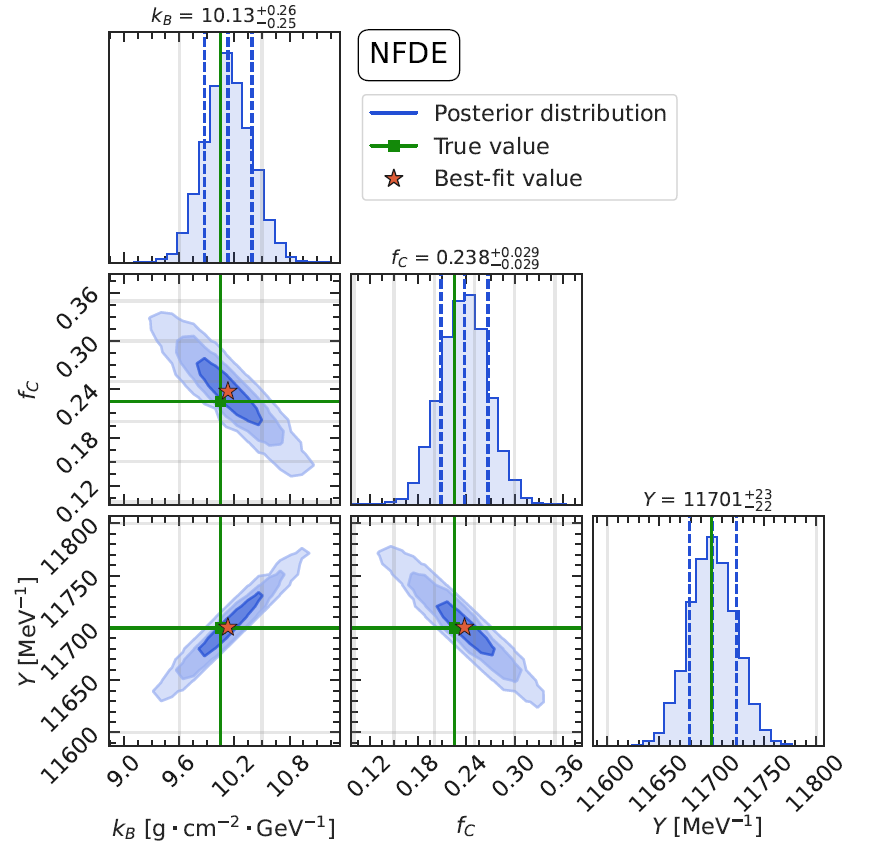 k_B = 10.13^{+0.26}_{-0.25}
NFDE
Posterior distribution
True value
Best-fit value
f_C = 0.238^{+0.029}_{-0.029}
0.36
0.30
0.24
0.18
0.12
f_C
Y = 11701^{+23}_{-22}
11800
11750
11700
11650
11600
Y [MeV⁻¹]
9.0 9.6 10.2 10.8
0.12 0.18 0.24 0.30 0.36
11600 11650 11700 11750 11800
k_B [g·cm⁻²·GeV⁻¹]
f_C
Y [MeV⁻¹]